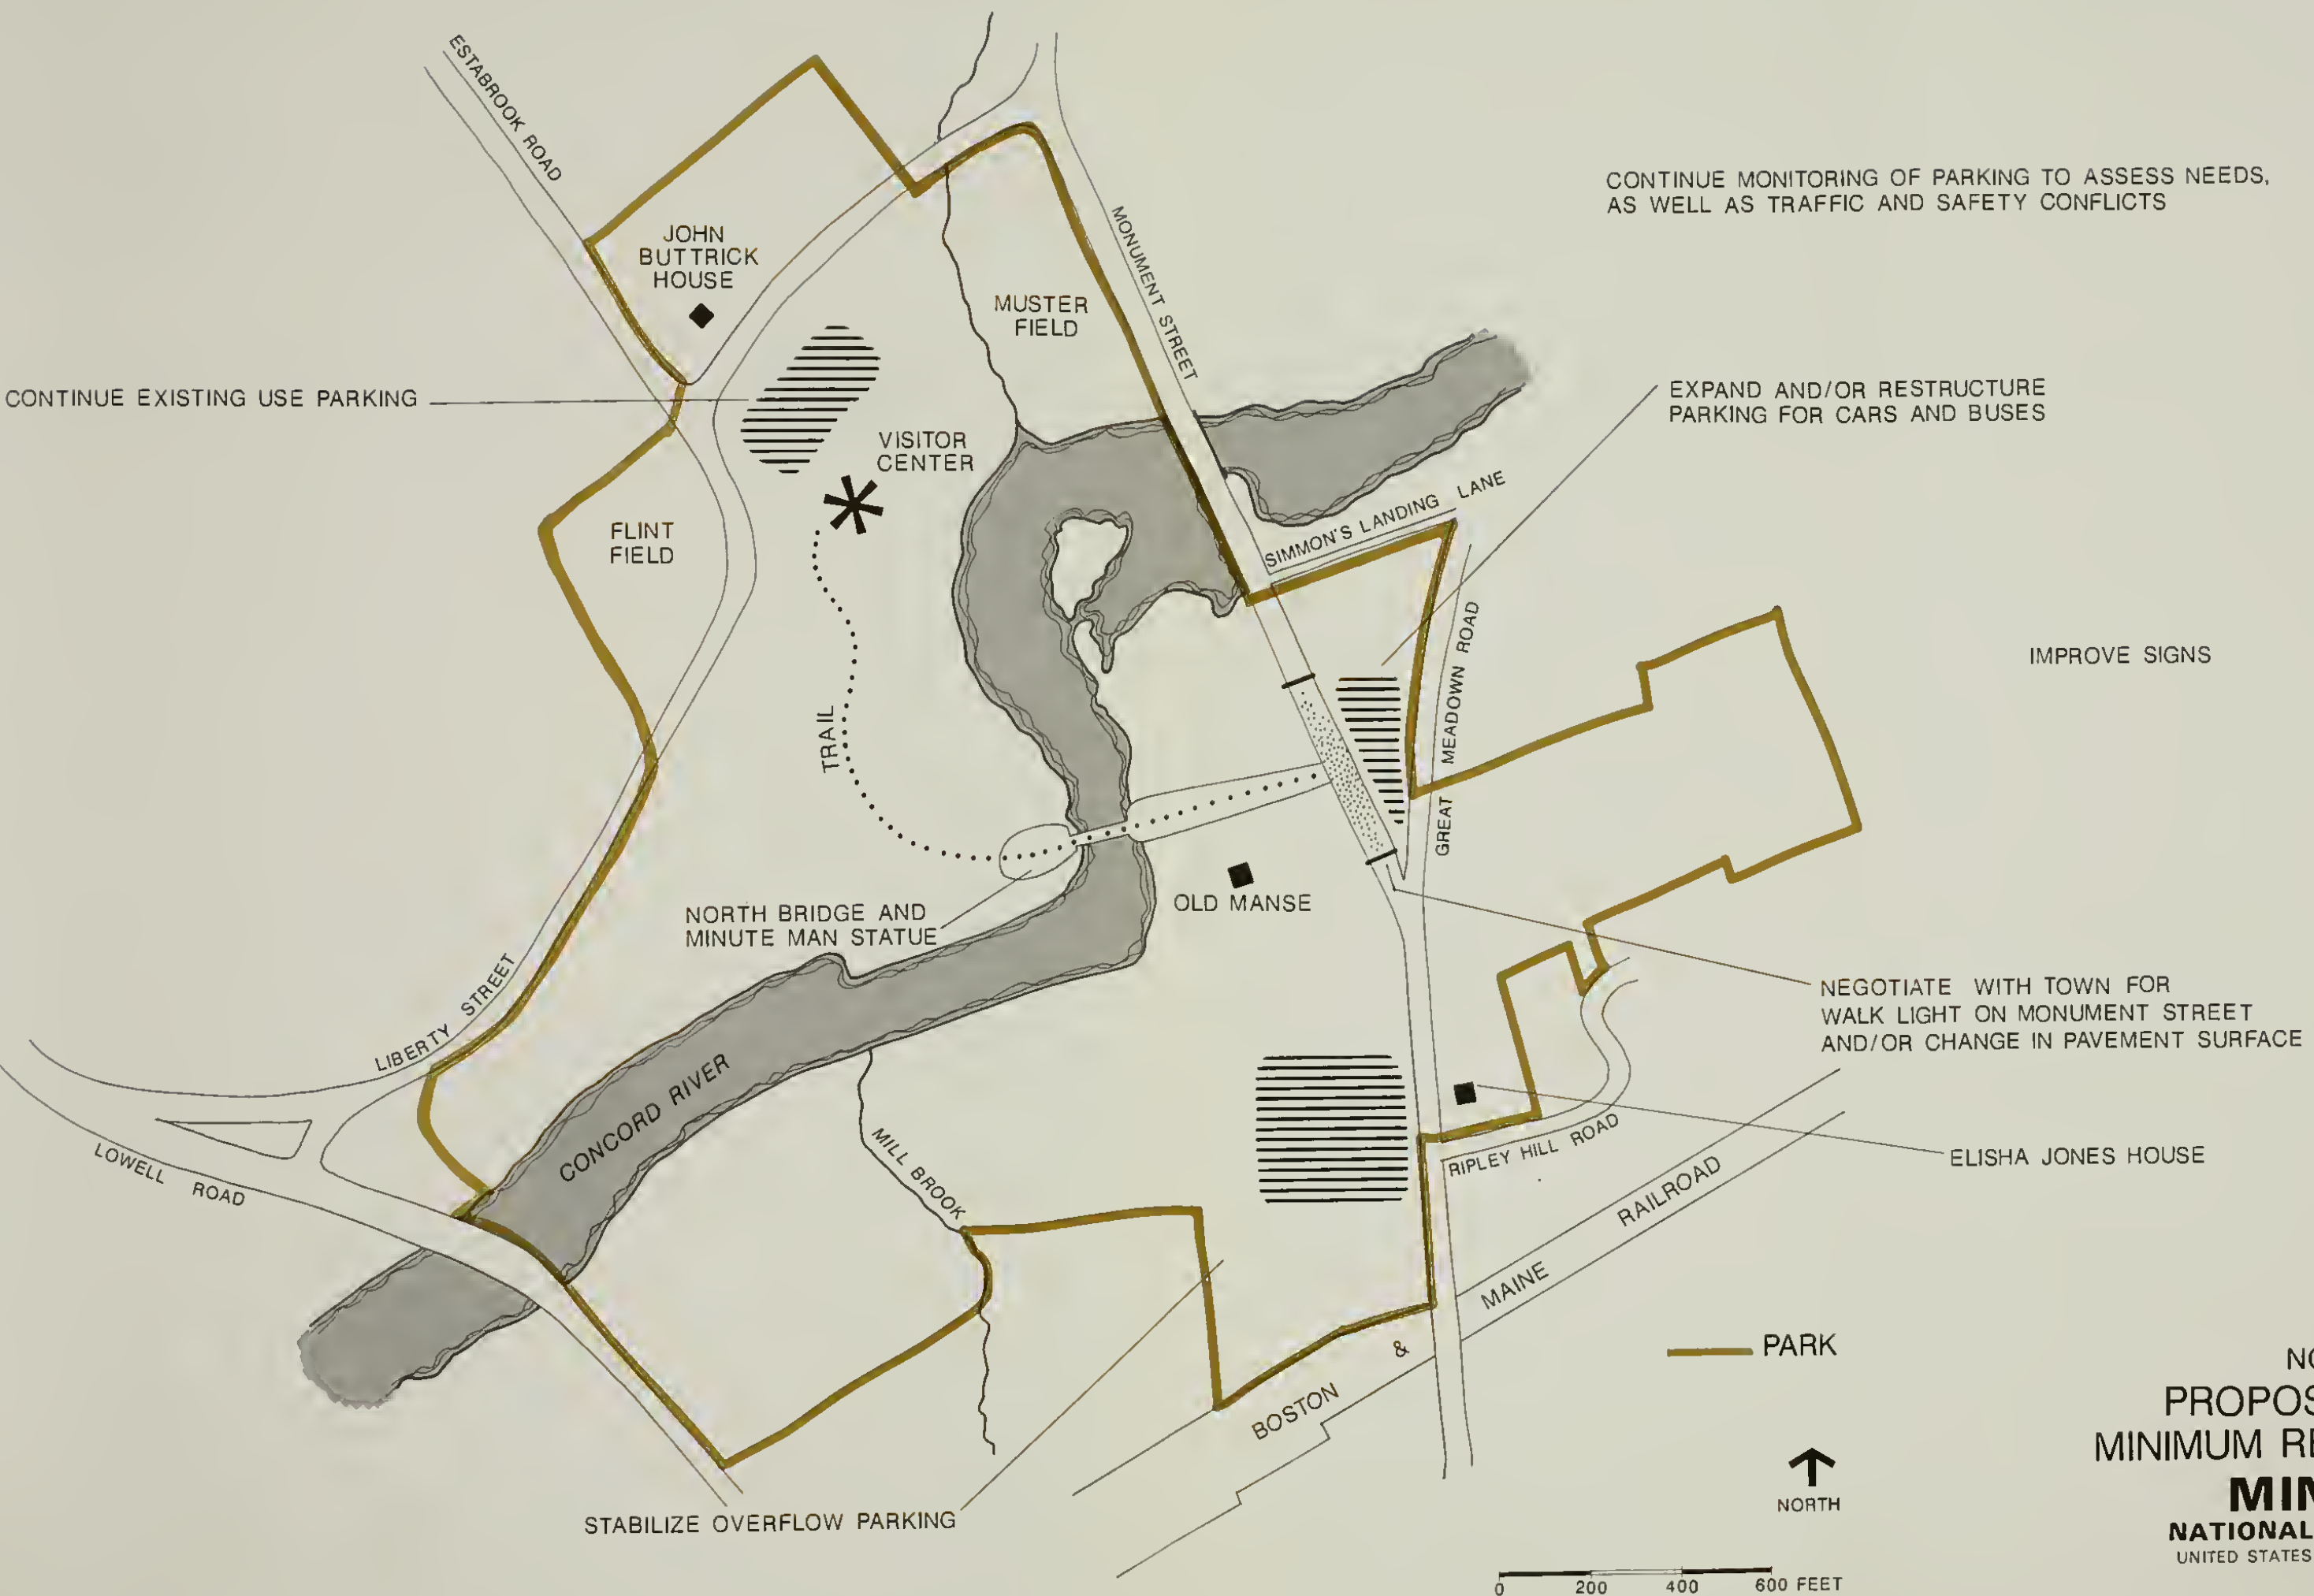 ESTABROOK ROAD
JOHN
BUTTRICK
HOUSE
MUSTER
FIELD
MONUMENT STREET
CONTINUE MONITORING OF PARKING TO ASSESS NEEDS,
AS WELL AS TRAFFIC AND SAFETY CONFLICTS
CONTINUE EXISTING USE PARKING
EXPAND AND/OR RESTRUCTURE
PARKING FOR CARS AND BUSES
VISITOR
CENTER
FLINT
FIELD
SIMMON'S LANDING LANE
GREAT MEADOWN ROAD
IMPROVE SIGNS
TRAIL
NORTH BRIDGE AND
MINUTE MAN STATUE
OLD MANSE
NEGOTIATE WITH TOWN FOR
WALK LIGHT ON MONUMENT STREET
AND/OR CHANGE IN PAVEMENT SURFACE
LIBERTY STREET
CONCORD RIVER
MILL BROOK
LOWELL ROAD
RIPLEY HILL ROAD
ELISHA JONES HOUSE
BOSTON & MAINE RAILROAD
STABILIZE OVERFLOW PARKING
PARK
NORTH
0 200 400 600 FEET
NO
PROPOS
MINIMUM RE
MIN
NATIONAL
UNITED STATES